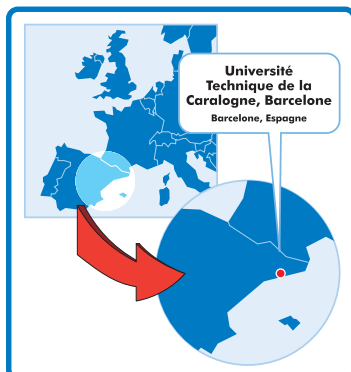 Université
Technique de la
Caralogne, Barcelone
Barcelone, Espagne